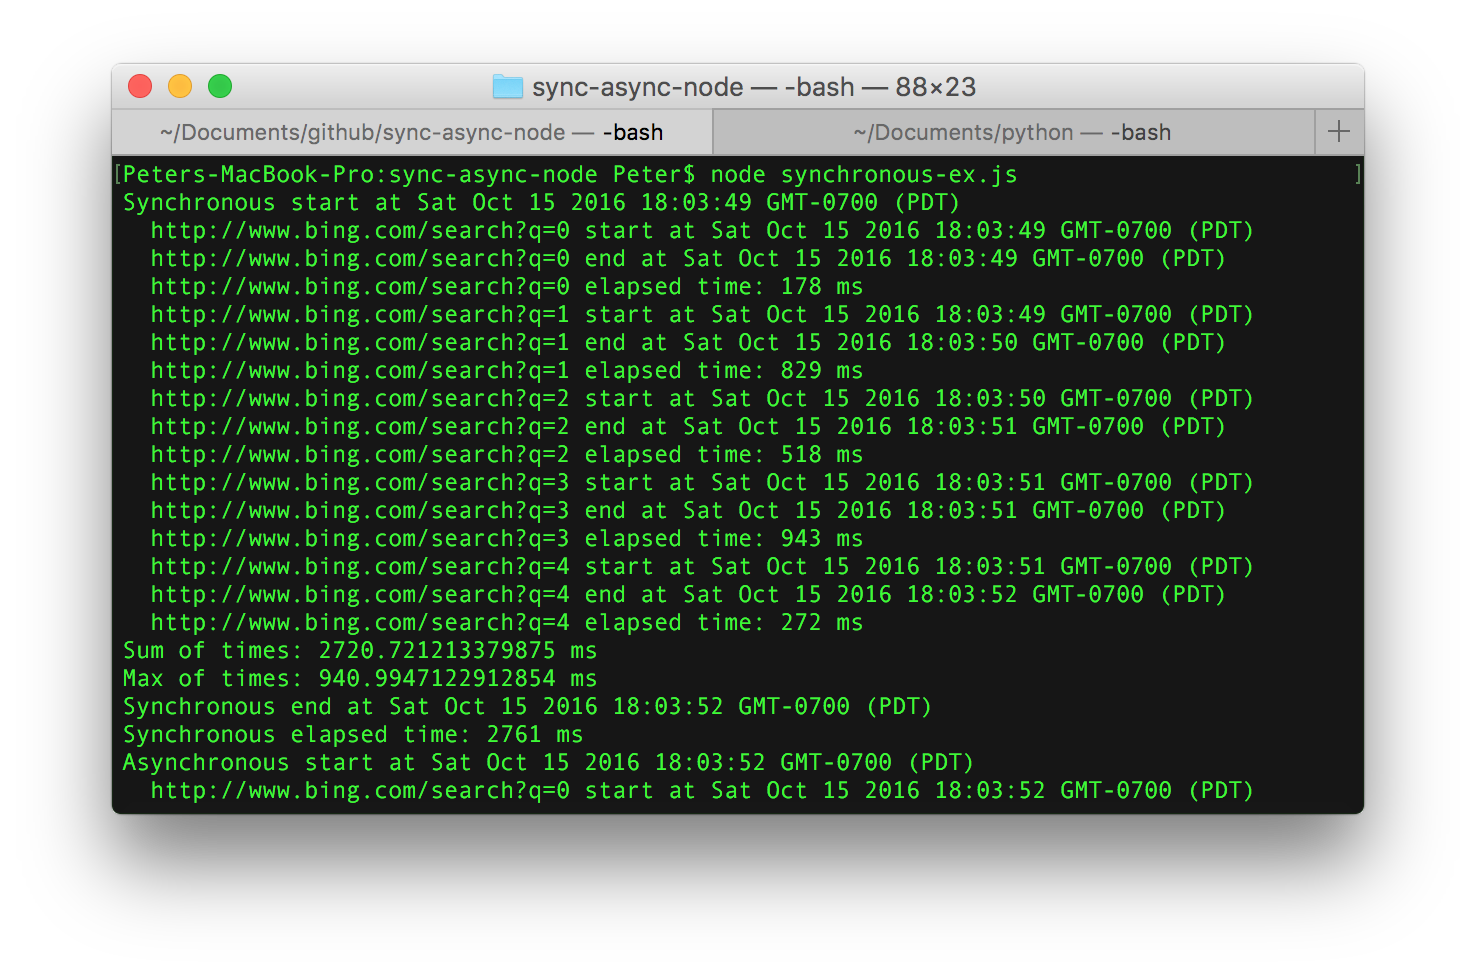 sync-async-node — -bash — 88×23
~/Documents/github/sync-async-node — -bash
~/Documents/python — -bash
[Peters-MacBook-Pro:sync-async-node Peter$ node synchronous-ex.js ]
Synchronous start at Sat Oct 15 2016 18:03:49 GMT-0700 (PDT)
http://www.bing.com/search?q=0 start at Sat Oct 15 2016 18:03:49 GMT-0700 (PDT)
http://www.bing.com/search?q=0 end at Sat Oct 15 2016 18:03:49 GMT-0700 (PDT)
http://www.bing.com/search?q=0 elapsed time: 178 ms
http://www.bing.com/search?q=1 start at Sat Oct 15 2016 18:03:49 GMT-0700 (PDT)
http://www.bing.com/search?q=1 end at Sat Oct 15 2016 18:03:50 GMT-0700 (PDT)
http://www.bing.com/search?q=1 elapsed time: 829 ms
http://www.bing.com/search?q=2 start at Sat Oct 15 2016 18:03:50 GMT-0700 (PDT)
http://www.bing.com/search?q=2 end at Sat Oct 15 2016 18:03:51 GMT-0700 (PDT)
http://www.bing.com/search?q=2 elapsed time: 518 ms
http://www.bing.com/search?q=3 start at Sat Oct 15 2016 18:03:51 GMT-0700 (PDT)
http://www.bing.com/search?q=3 end at Sat Oct 15 2016 18:03:51 GMT-0700 (PDT)
http://www.bing.com/search?q=3 elapsed time: 943 ms
http://www.bing.com/search?q=4 start at Sat Oct 15 2016 18:03:51 GMT-0700 (PDT)
http://www.bing.com/search?q=4 end at Sat Oct 15 2016 18:03:52 GMT-0700 (PDT)
http://www.bing.com/search?q=4 elapsed time: 272 ms
Sum of times: 2720.721213379875 ms
Max of times: 940.9947122912854 ms
Synchronous end at Sat Oct 15 2016 18:03:52 GMT-0700 (PDT)
Synchronous elapsed time: 2761 ms
Asynchronous start at Sat Oct 15 2016 18:03:52 GMT-0700 (PDT)
http://www.bing.com/search?q=0 start at Sat Oct 15 2016 18:03:52 GMT-0700 (PDT)